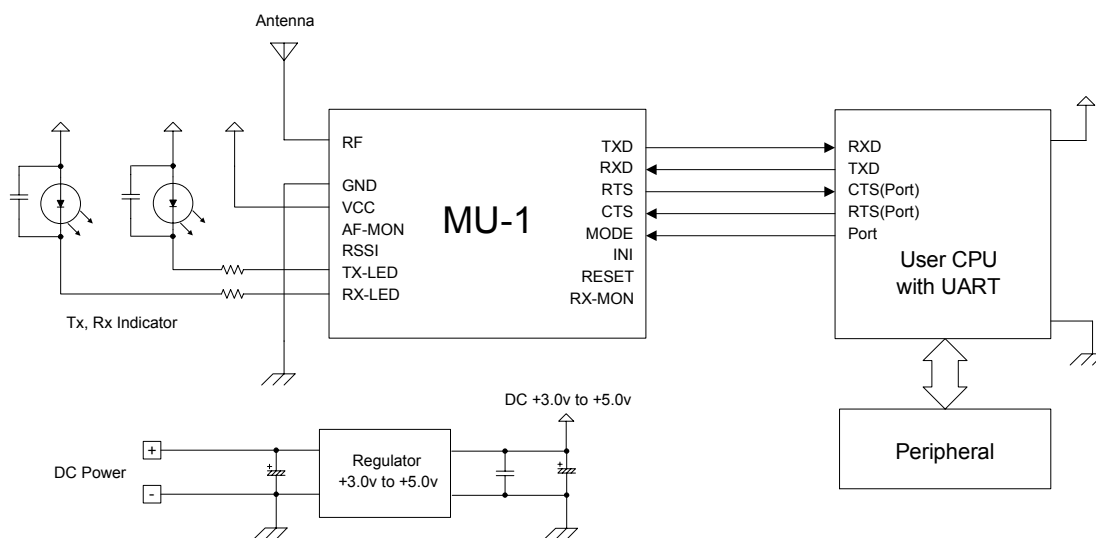 Antenna
RF
GND
VCC
AF-MON
RSSI
TX-LED
RX-LED
MU-1
TXD
RXD
RTS
CTS
MODE
INI
RESET
RX-MON
RXD
TXD
CTS(Port)
RTS(Port)
Port
User CPU
with UART
Tx, Rx Indicator
DC +3.0v to +5.0v
DC Power
+
-
+
Regulator
+3.0v to +5.0v
+
Peripheral